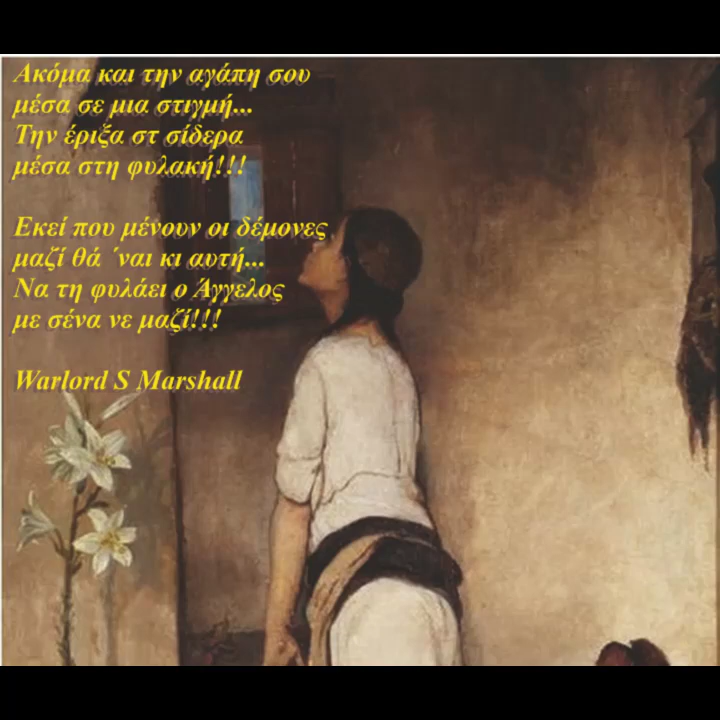 Ακόμα και την αγάπη σου
μέσα σε μια στιγμή...
Την έριξα στ σίδερα
μέσα στη φυλακή!!!
Εκεί που μένουν οι δέμονες
μαζί θά ΄ναι κι αυτή...
Να τη φυλάει ο Άγγελος
με σένα νε μαζί!!!
Warlord S Marshall